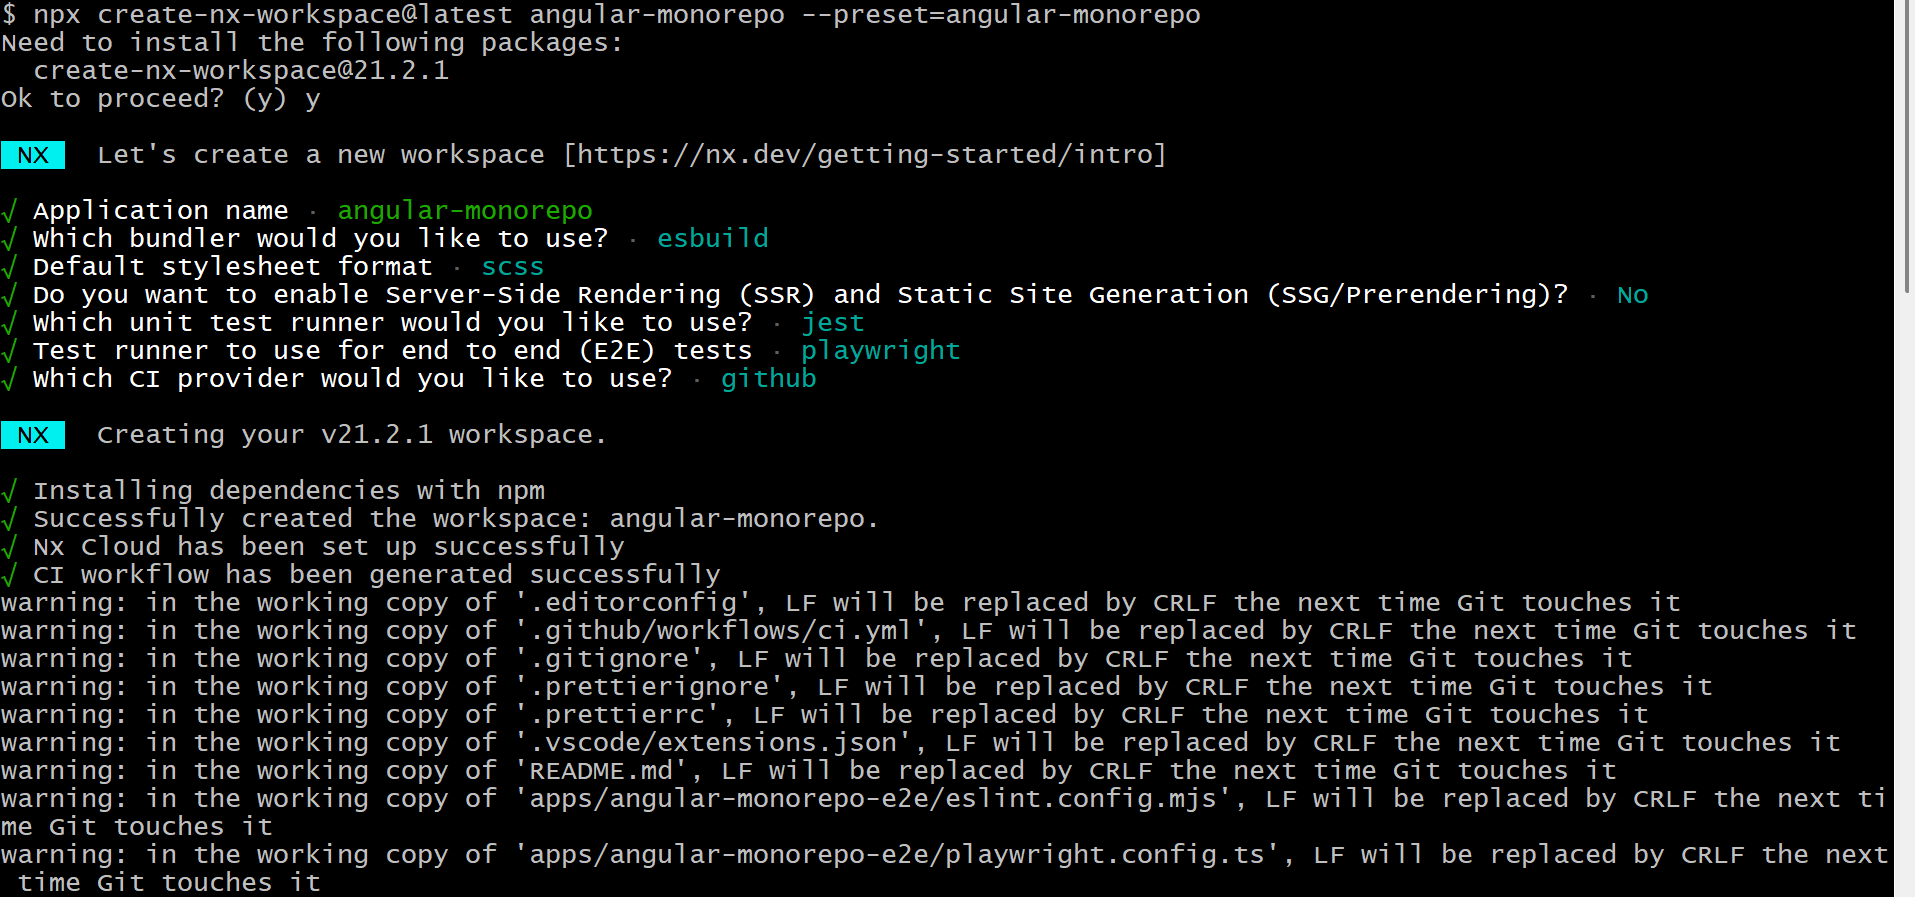 $ npx create-nx-workspace@latest angular-monorepo --preset=angular-monorepo
Need to install the following packages:
  create-nx-workspace@21.2.1
Ok to proceed? (y) y
NX  Let's create a new workspace [https://nx.dev/getting-started/intro]
√ Application name · angular-monorepo
√ Which bundler would you like to use? · esbuild
√ Default stylesheet format · scss
√ Do you want to enable Server-Side Rendering (SSR) and Static Site Generation (SSG/Prerendering)? · No
√ Which unit test runner would you like to use? · jest
√ Test runner to use for end to end (E2E) tests · playwright
√ Which CI provider would you like to use? · github
NX  Creating your v21.2.1 workspace.
√ Installing dependencies with npm
√ Successfully created the workspace: angular-monorepo.
√ Nx Cloud has been set up successfully
√ CI workflow has been generated successfully
warning: in the working copy of '.editorconfig', LF will be replaced by CRLF the next time Git touches it
warning: in the working copy of '.github/workflows/ci.yml', LF will be replaced by CRLF the next time Git touches it
warning: in the working copy of '.gitignore', LF will be replaced by CRLF the next time Git touches it
warning: in the working copy of '.prettierignore', LF will be replaced by CRLF the next time Git touches it
warning: in the working copy of '.prettierrc', LF will be replaced by CRLF the next time Git touches it
warning: in the working copy of '.vscode/extensions.json', LF will be replaced by CRLF the next time Git touches it
warning: in the working copy of 'README.md', LF will be replaced by CRLF the next time Git touches it
warning: in the working copy of 'apps/angular-monorepo-e2e/eslint.config.mjs', LF will be replaced by CRLF the next ti
me Git touches it
warning: in the working copy of 'apps/angular-monorepo-e2e/playwright.config.ts', LF will be replaced by CRLF the next
 time Git touches it